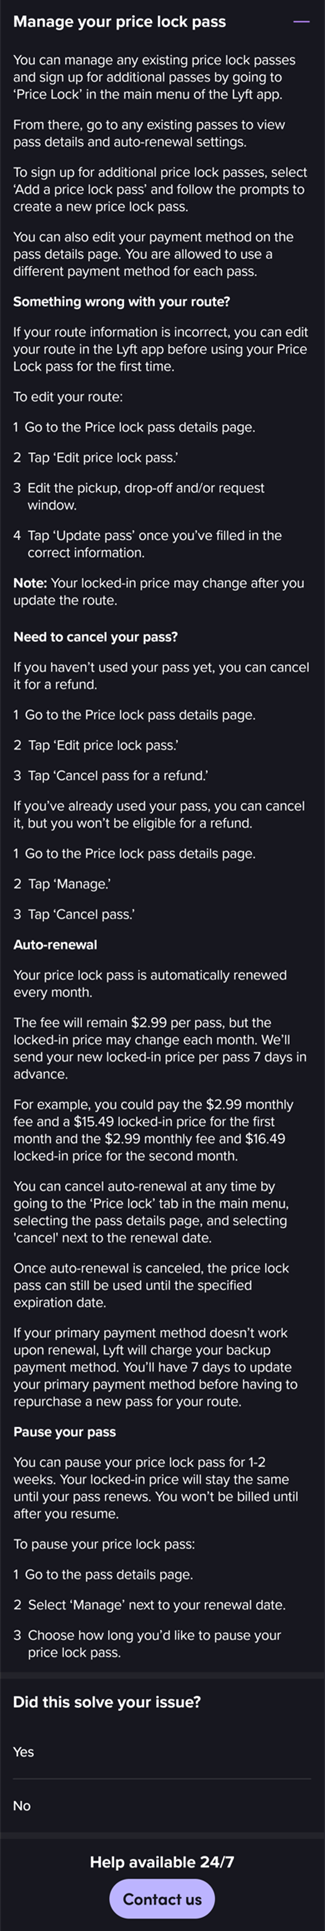 Manage your price lock pass
You can manage any existing price lock passes
and sign up for additional passes by going to
‘Price Lock’ in the main menu of the Lyft app.
From there, go to any existing passes to view
pass details and auto-renewal settings.
To sign up for additional price lock passes, select
‘Add a price lock pass’ and follow the prompts to
create a new price lock pass.
You can also edit your payment method on the
pass details page. You are allowed to use a
different payment method for each pass.
Something wrong with your route?
If your route information is incorrect, you can edit
your route in the Lyft app before using your Price
Lock pass for the first time.
To edit your route:
1 Go to the Price lock pass details page.
2 Tap ‘Edit price lock pass.’
3 Edit the pickup, drop-off and/or request
window.
4 Tap ‘Update pass’ once you’ve filled in the
correct information.
Note: Your locked-in price may change after you
update the route.
Need to cancel your pass?
If you haven’t used your pass yet, you can cancel
it for a refund.
1 Go to the Price lock pass details page.
2 Tap ‘Edit price lock pass.’
3 Tap ‘Cancel pass for a refund.’
If you’ve already used your pass, you can cancel
it, but you won’t be eligible for a refund.
1 Go to the Price lock pass details page.
2 Tap ‘Manage.’
3 Tap ‘Cancel pass.’
Auto-renewal
Your price lock pass is automatically renewed
every month.
The fee will remain $2.99 per pass, but the
locked-in price may change each month. We’ll
send your new locked-in price per pass 7 days in
advance.
For example, you could pay the $2.99 monthly
fee and a $15.49 locked-in price for the first
month and the $2.99 monthly fee and $16.49
locked-in price for the second month.
You can cancel auto-renewal at any time by
going to the ‘Price lock’ tab in the main menu,
selecting the pass details page, and selecting
'cancel' next to the renewal date.
Once auto-renewal is canceled, the price lock
pass can still be used until the specified
expiration date.
If your primary payment method doesn’t work
upon renewal, Lyft will charge your backup
payment method. You’ll have 7 days to update
your primary payment method before having to
repurchase a new pass for your route.
Pause your pass
You can pause your price lock pass for 1-2
weeks. Your locked-in price will stay the same
until your pass renews. You won’t be billed until
after you resume.
To pause your price lock pass:
1 Go to the pass details page.
2 Select ‘Manage’ next to your renewal date.
3 Choose how long you’d like to pause your
price lock pass.
Did this solve your issue?
Yes
No
Help available 24/7
Contact us